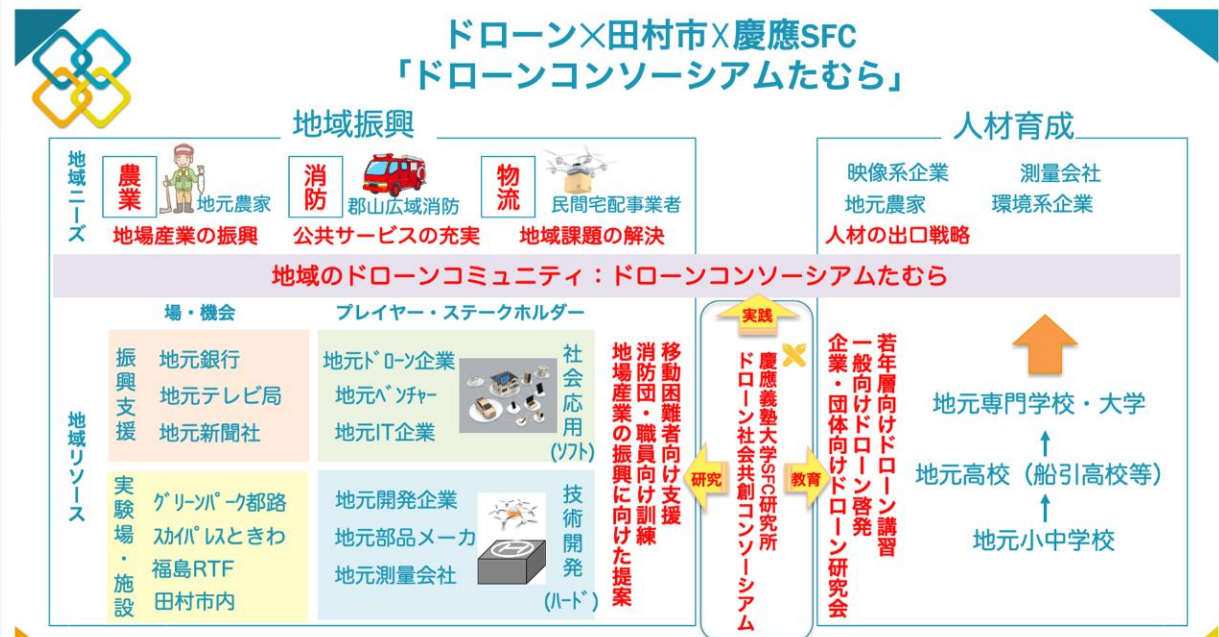 ドローン×田村市×慶應SFC
「ドローンコンソーシアムたむら」
地域振興
地域ニーズ
農業
地元農家
地場産業の振興
消防
郡山広域消防
公共サービスの充実
物流
民間宅配事業者
地域課題の解決
人材育成
映像系企業
測量会社
地元農家
環境系企業
人材の出口戦略
地域のドローンコミュニティ：ドローンコンソーシアムたむら
地域リソース
場・機会
振興支援
地元銀行
地元テレビ局
地元新聞社
実験場・施設
グリーンパーク都路
スカイパレスときわ
福島RTF
田村市内
プレイヤー・ステークホルダー
地元ドローン企業
地元ベンチャー
地元IT企業
社会応用
(ソフト)
地元開発企業
地元部品メーカ
地元測量会社
技術開発
(ハード)
移動困難者向け支援
消防団・職員向け訓練
地場産業の振興に向けた提案
実践
研究
教育
慶應義塾大学SFC研究所
ドローン社会共創コンソーシアム
若年層向けドローン講習
一般向けドローン啓発
企業・団体向けドローン研究会
地元専門学校・大学
地元高校（船引高校等）
地元小中学校